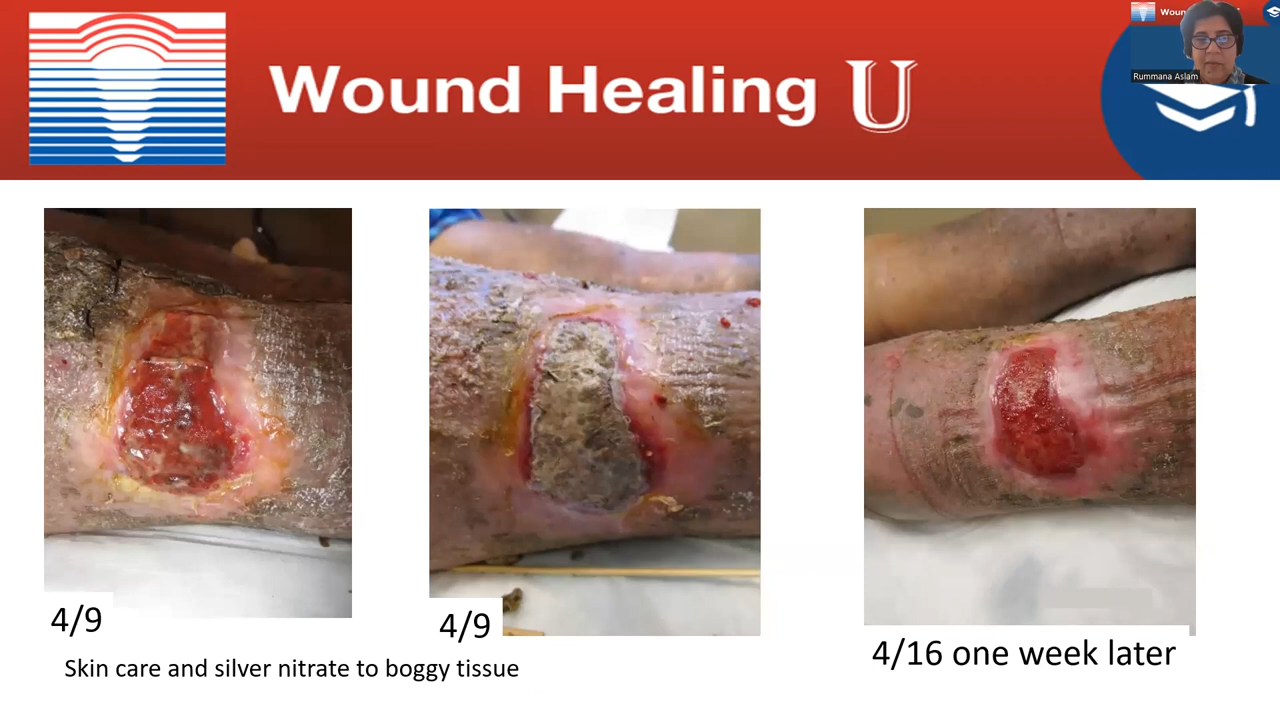 Wound Healing U
Woun
Rummana Aslam
4/9
4/9
4/16 one week later
Skin care and silver nitrate to boggy tissue